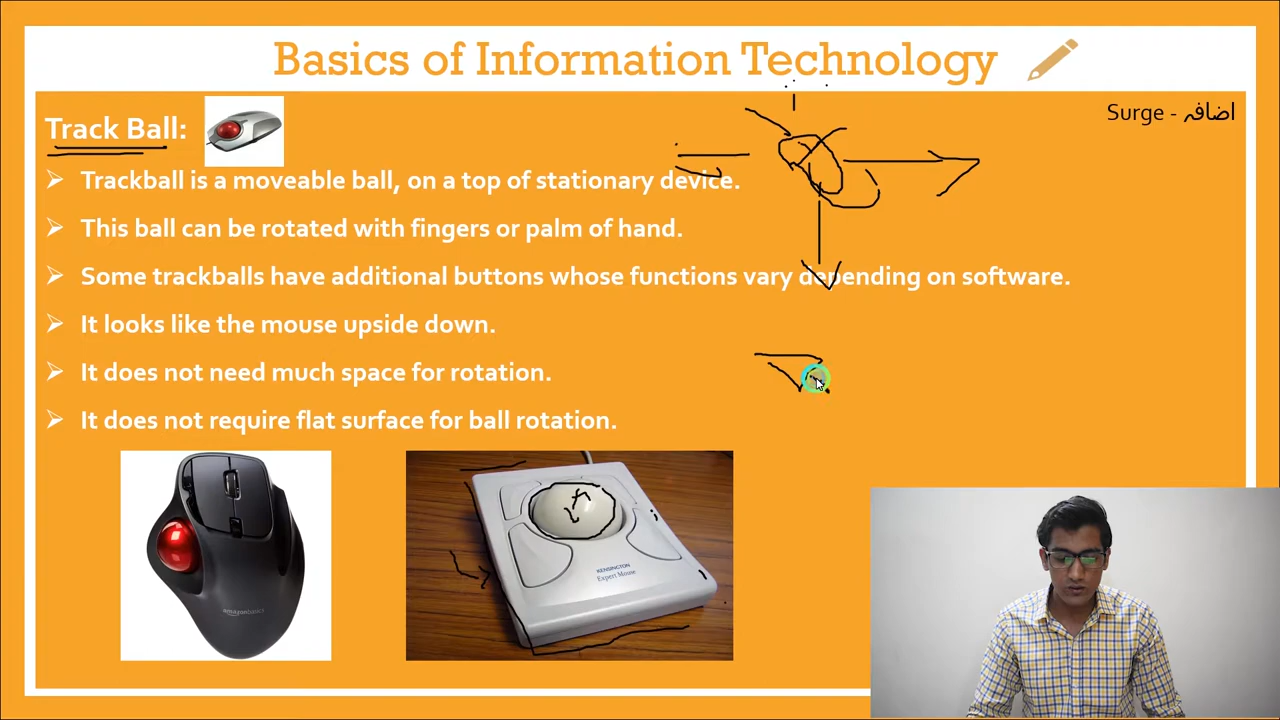 Basics of Information Technology
Surge - اضافہ
Track Ball:
Trackball is a moveable ball, on a top of stationary device.
This ball can be rotated with fingers or palm of hand.
Some trackballs have additional buttons whose functions vary depending on software.
It looks like the mouse upside down.
It does not need much space for rotation.
It does not require flat surface for ball rotation.
amazonbasics
KENSINGTON
Expert Mouse